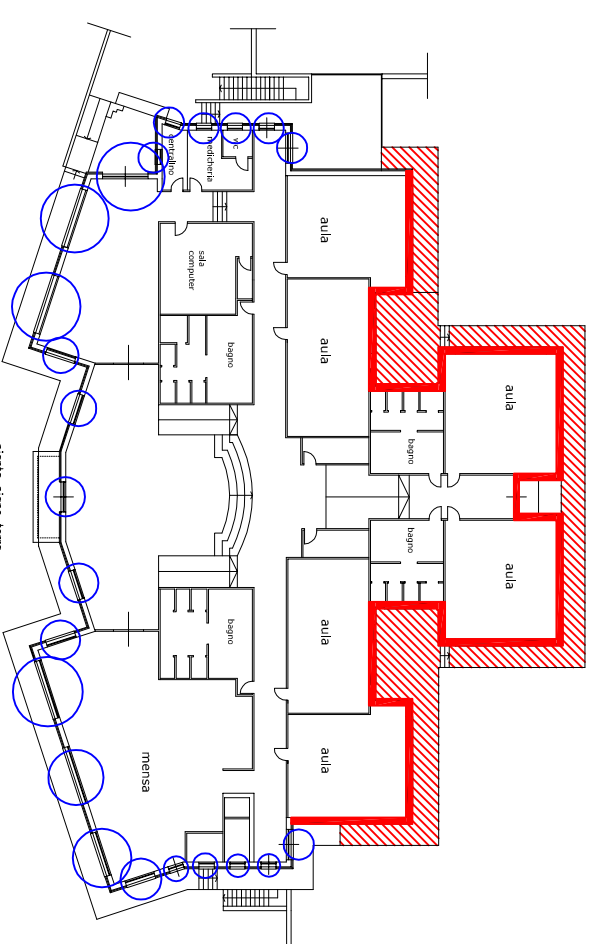 centralino
medicheria
wc
aula
sala
computer
bagno
aula
aula
bagno
bagno
aula
bagno
aula
mensa
aula